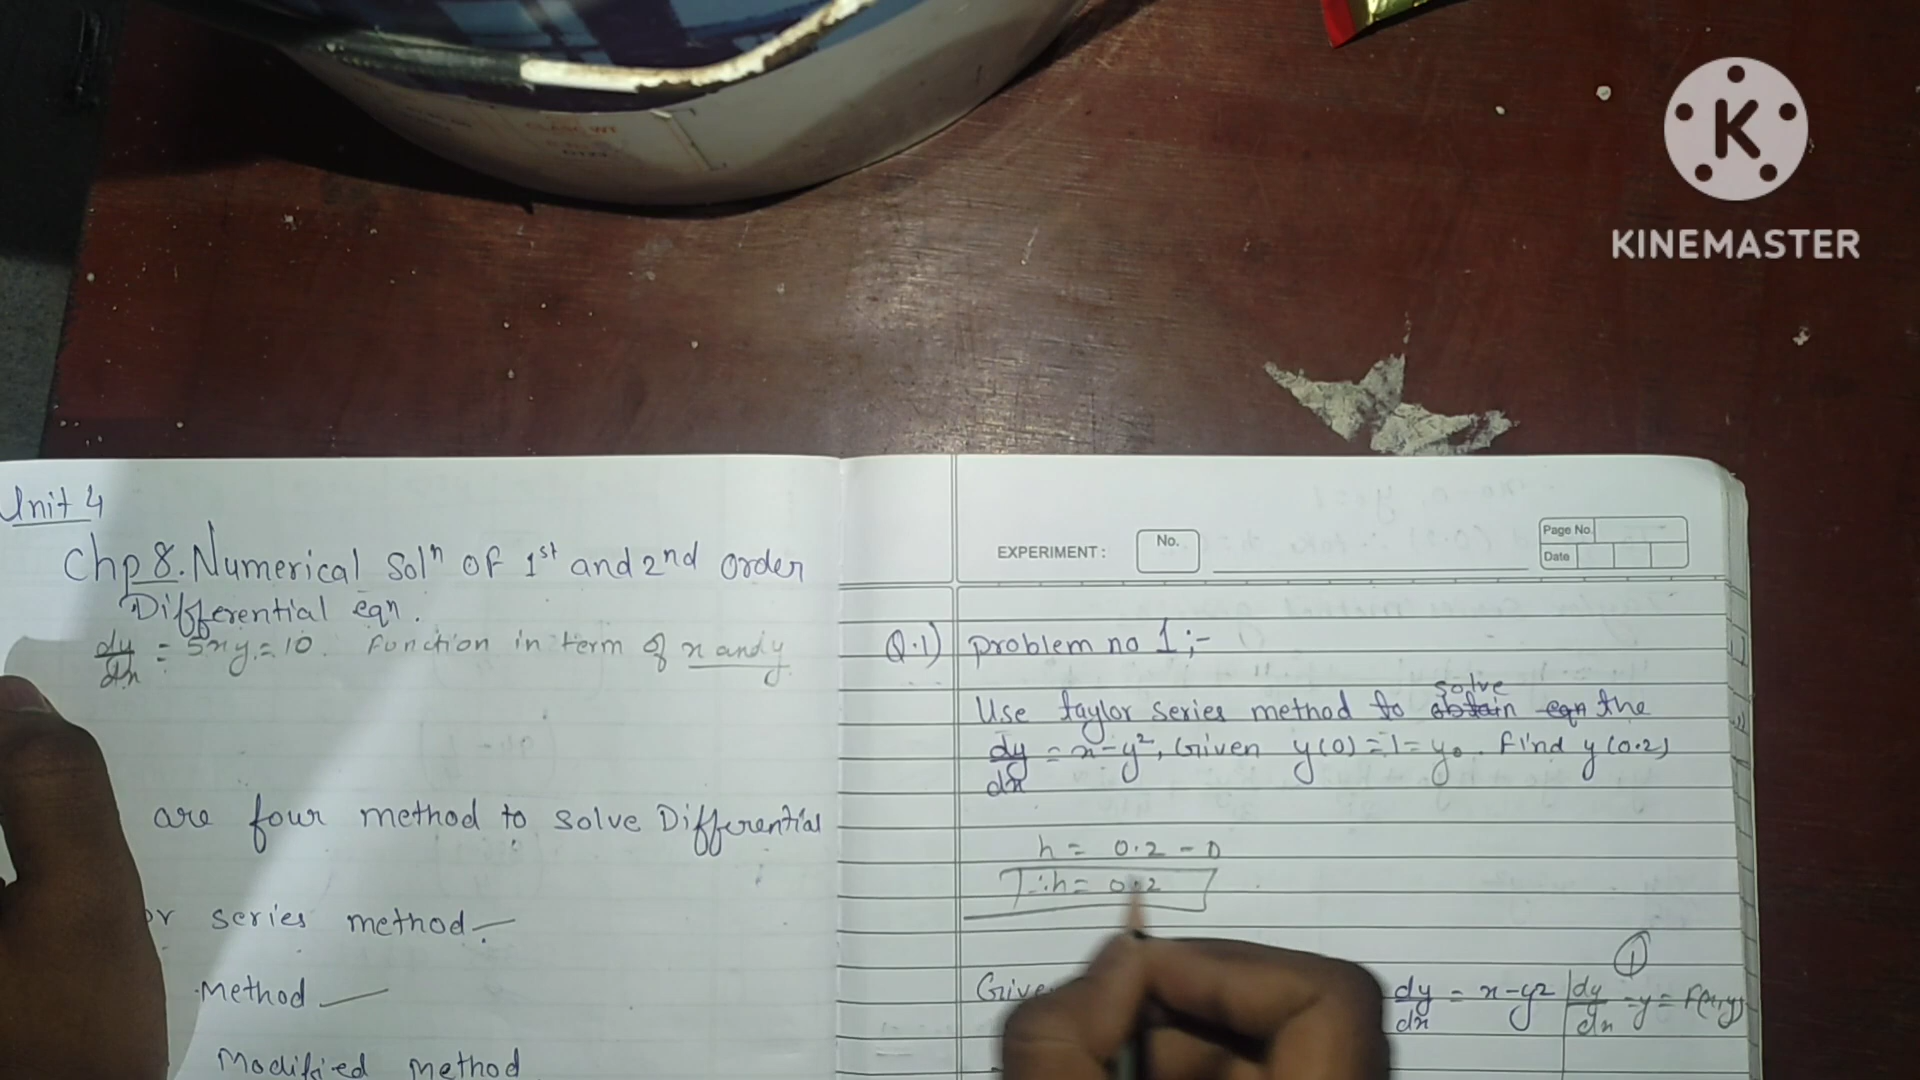 KINEMASTER
Unit 4
Chp 8. Numerical solⁿ OF 1st and 2nd order
Differential eqn.
dy/dx = 5xy = 10. Function in term of x and y
are four method to solve Differential
or series method
Method
Modified method
EXPERIMENT :
No.
Page No.
Date
Q.1) problem no 1 ;-
solve
Use taylor series method to obtain eqn the
dy/dx = x-y², Given y(0)=1=y₀. Find y(0.2)
h = 0.2 - 0
∴h = 0.2
1
Give
dy/dx = x-y2 | dy/dx